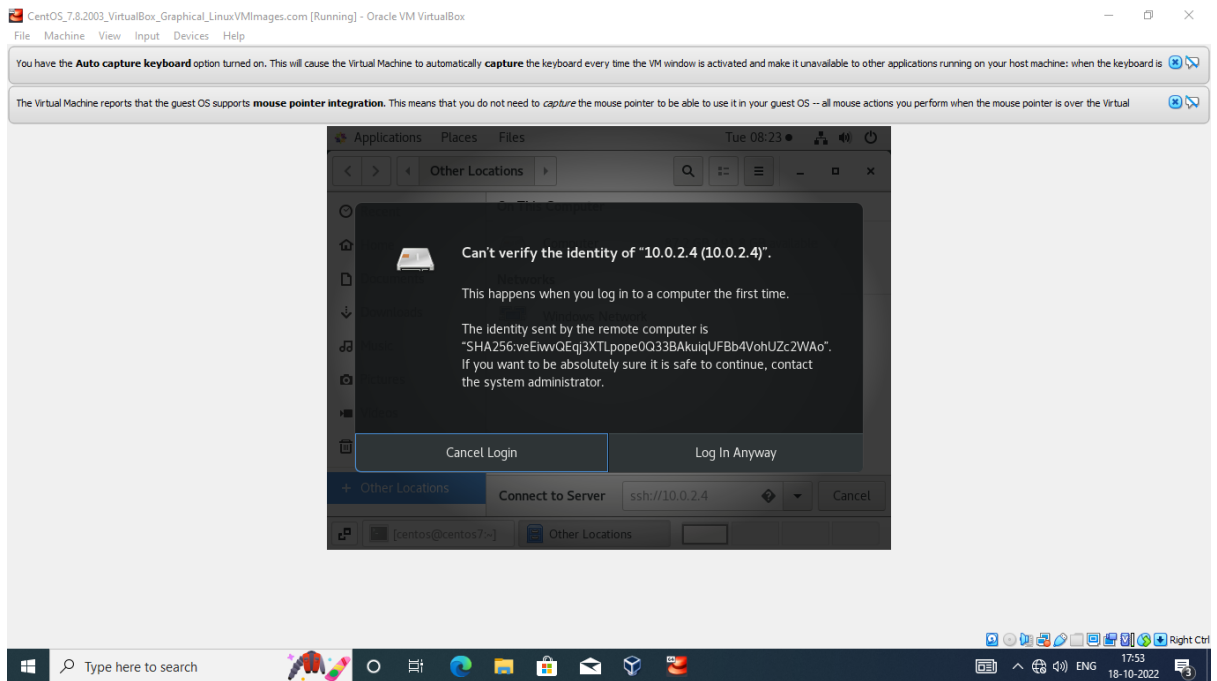 CentOS_7.8.2003_VirtualBox_Graphical_LinuxVMImages.com [Running] - Oracle VM VirtualBox
File Machine View Input Devices Help
You have the Auto capture keyboard option turned on. This will cause the Virtual Machine to automatically capture the keyboard every time the VM window is activated and make it unavailable to other applications running on your host machine: when the keyboard is
The Virtual Machine reports that the guest OS supports mouse pointer integration. This means that you do not need to capture the mouse pointer to be able to use it in your guest OS -- all mouse actions you perform when the mouse pointer is over the Virtual
Applications Places Files Tue 08:23
Other Locations
On This Computer
Can't verify the identity of “10.0.2.4 (10.0.2.4)”.
Networks
This happens when you log in to a computer the first time.
Windows Network
The identity sent by the remote computer is
“SHA256:veEiwvQEqj3XTLpope0Q33BAkuiqUFBb4VohUZc2WAo”.
If you want to be absolutely sure it is safe to continue, contact
the system administrator.
Cancel Login Log In Anyway
+ Other Locations Connect to Server ssh://10.0.2.4 Cancel
[centos@centos7:~] Other Locations
Right Ctrl
Type here to search ENG 17:53
18-10-2022
3